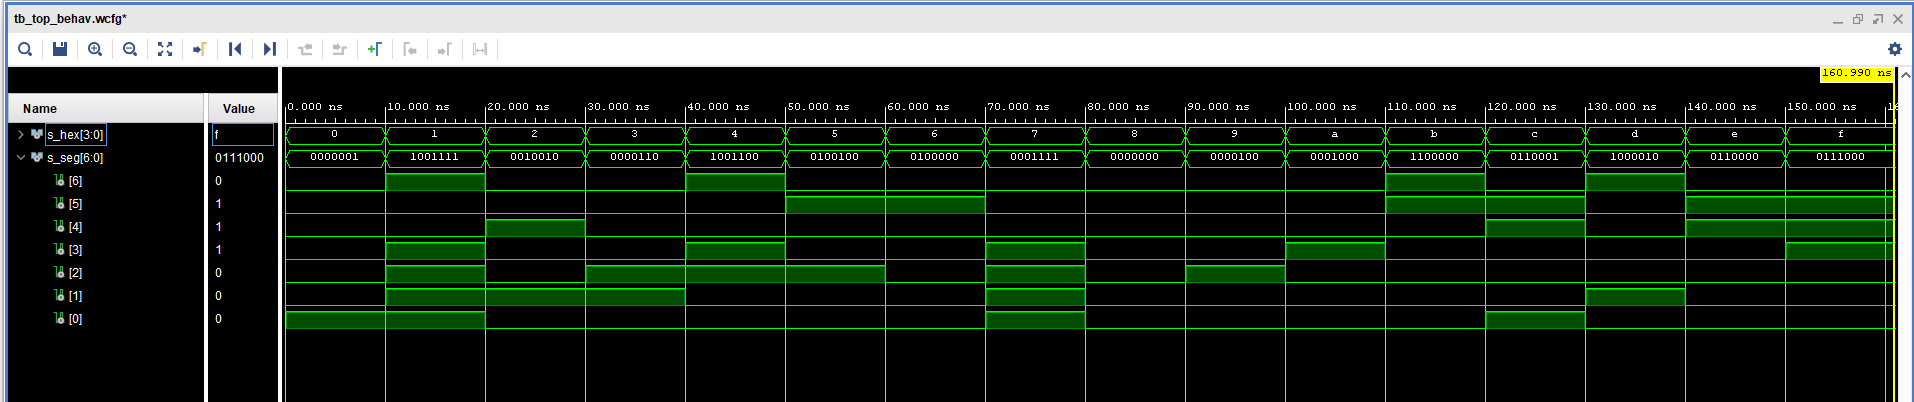 tb_top_behav.wcfg*
160.990 ns
Name Value 0.000 ns 10.000 ns 20.000 ns 30.000 ns 40.000 ns 50.000 ns 60.000 ns 70.000 ns 80.000 ns 90.000 ns 100.000 ns 110.000 ns 120.000 ns 130.000 ns 140.000 ns 150.000 ns
s_hex[3:0] f 0 1 2 3 4 5 6 7 8 9 a b c d e f
s_seg[6:0] 0111000 0000001 1001111 0010010 0000110 1001100 0100100 0100000 0001111 0000000 0000100 0001000 1100000 0110001 1000010 0110000 0111000
[6] 0
[5] 1
[4] 1
[3] 1
[2] 0
[1] 0
[0] 0